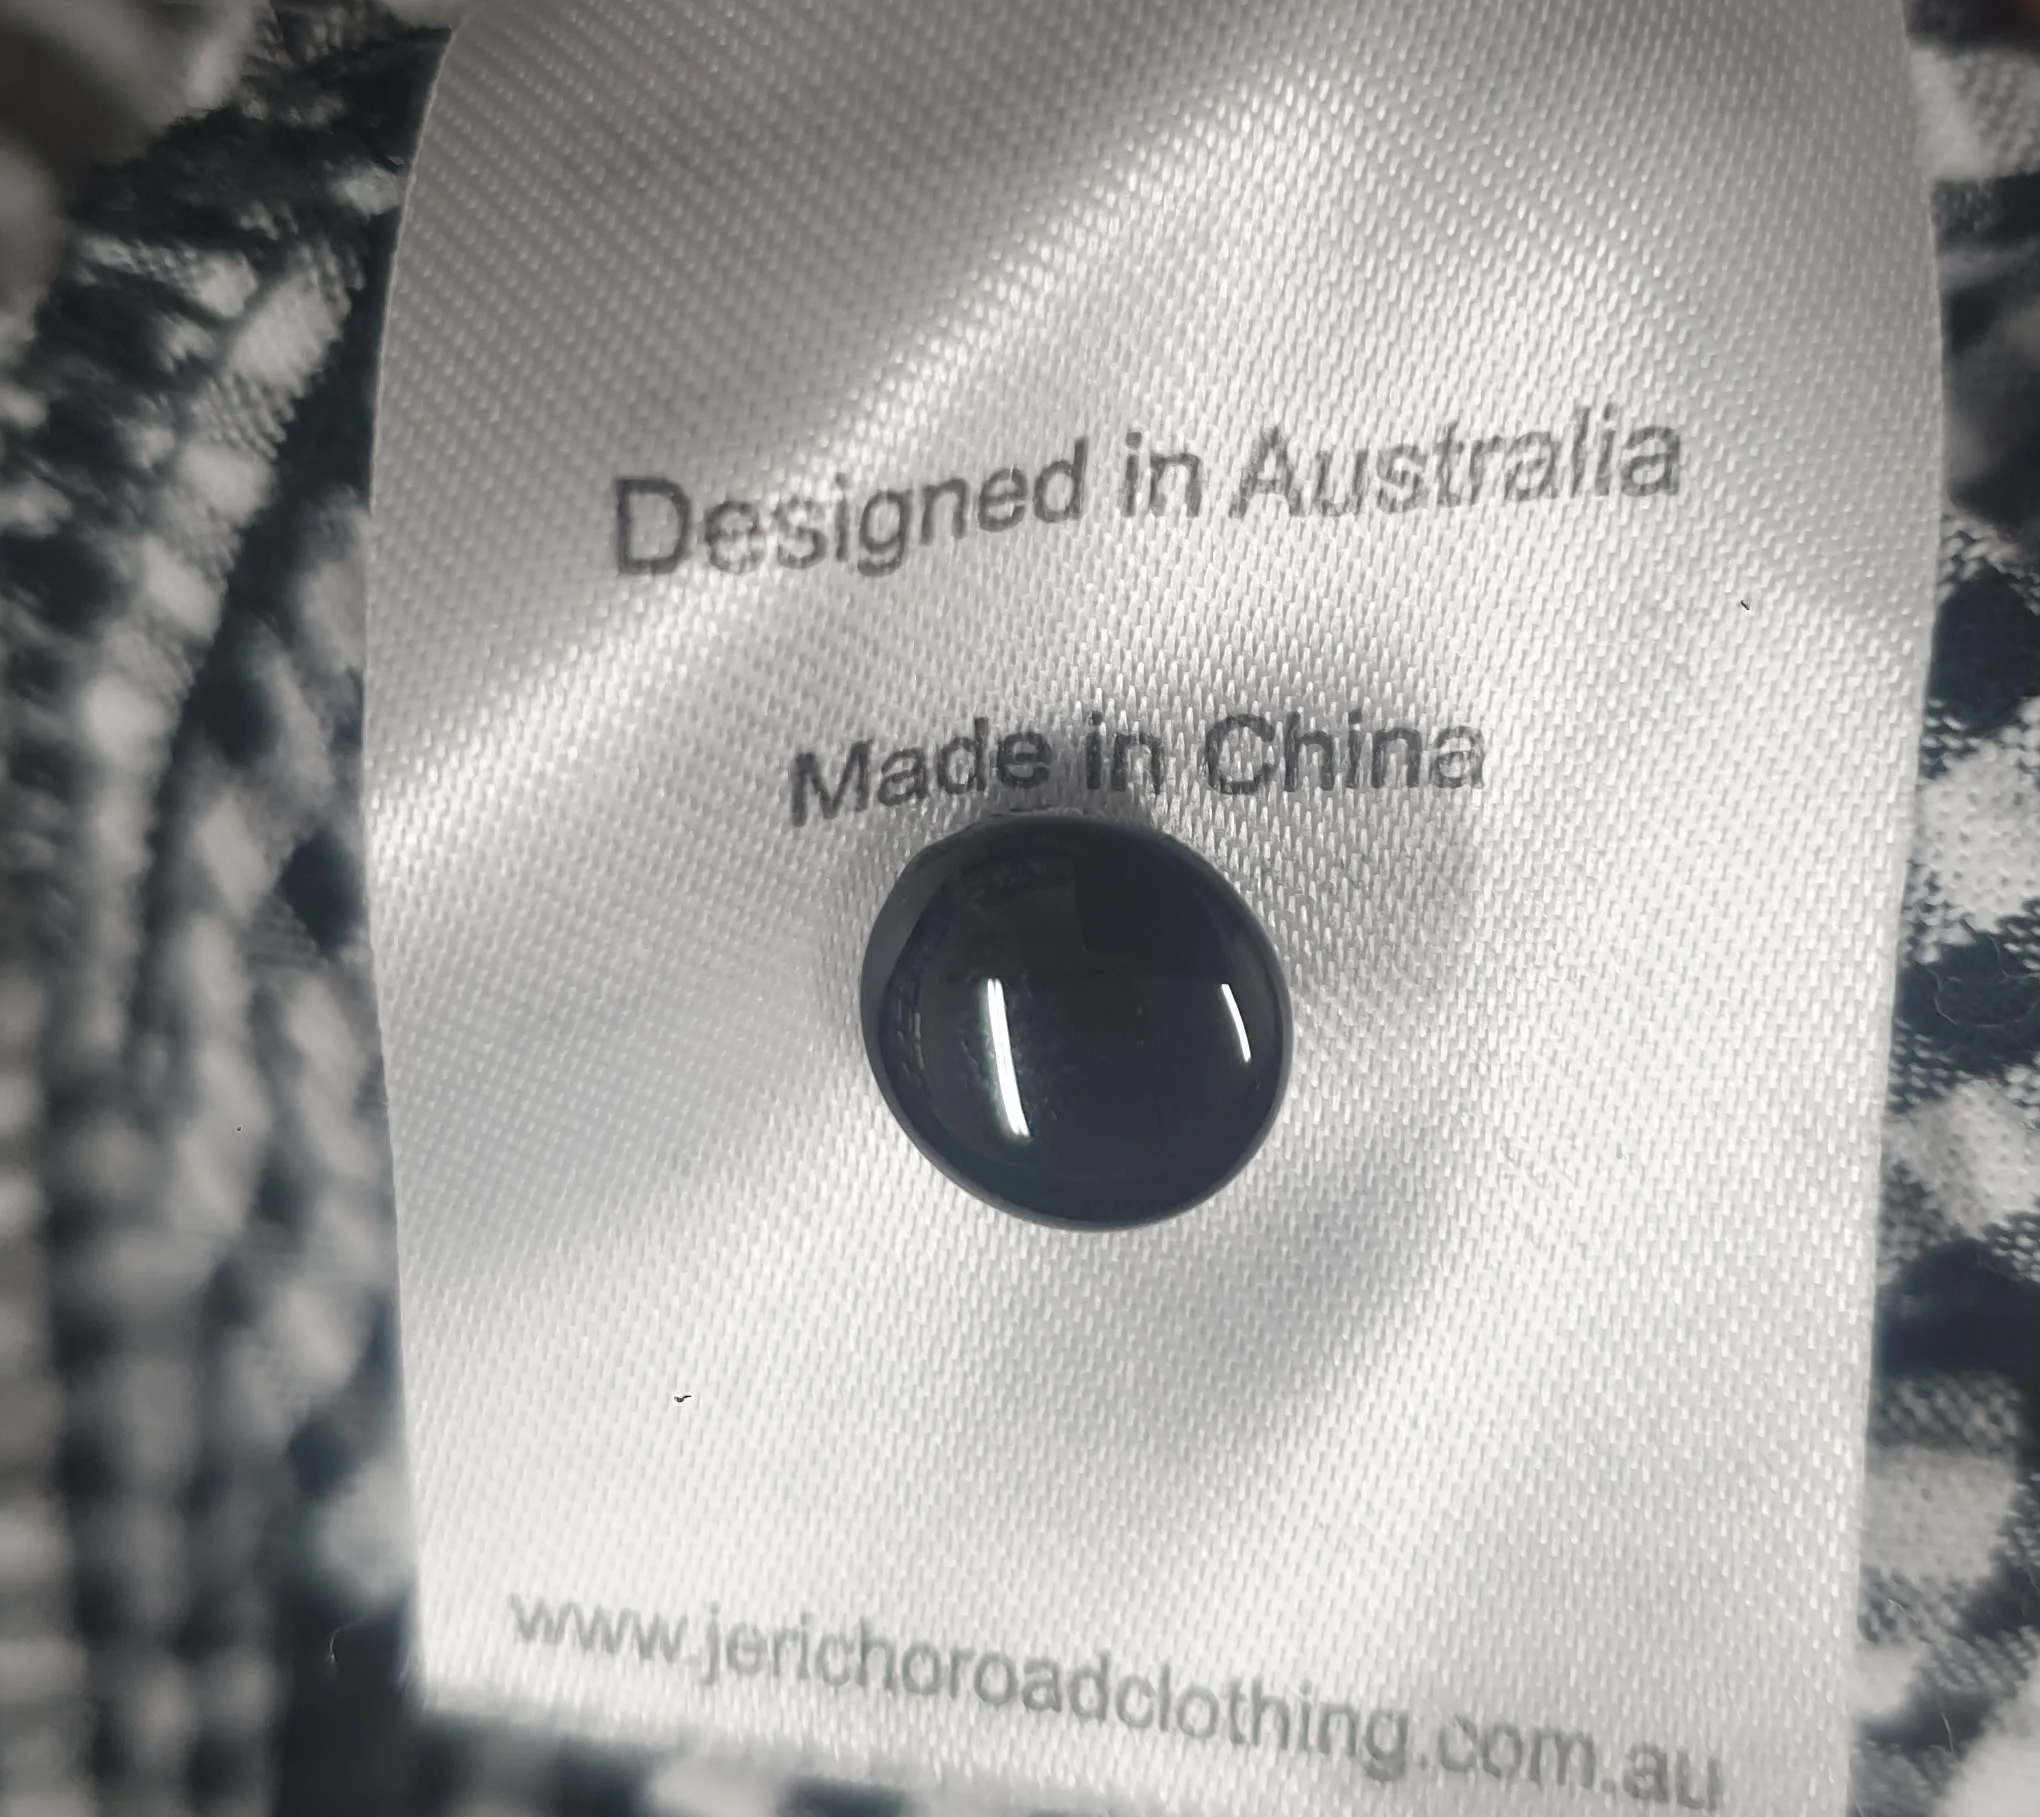 Designed in Australia
Made in China
www.jerichoroadclothing.com.au